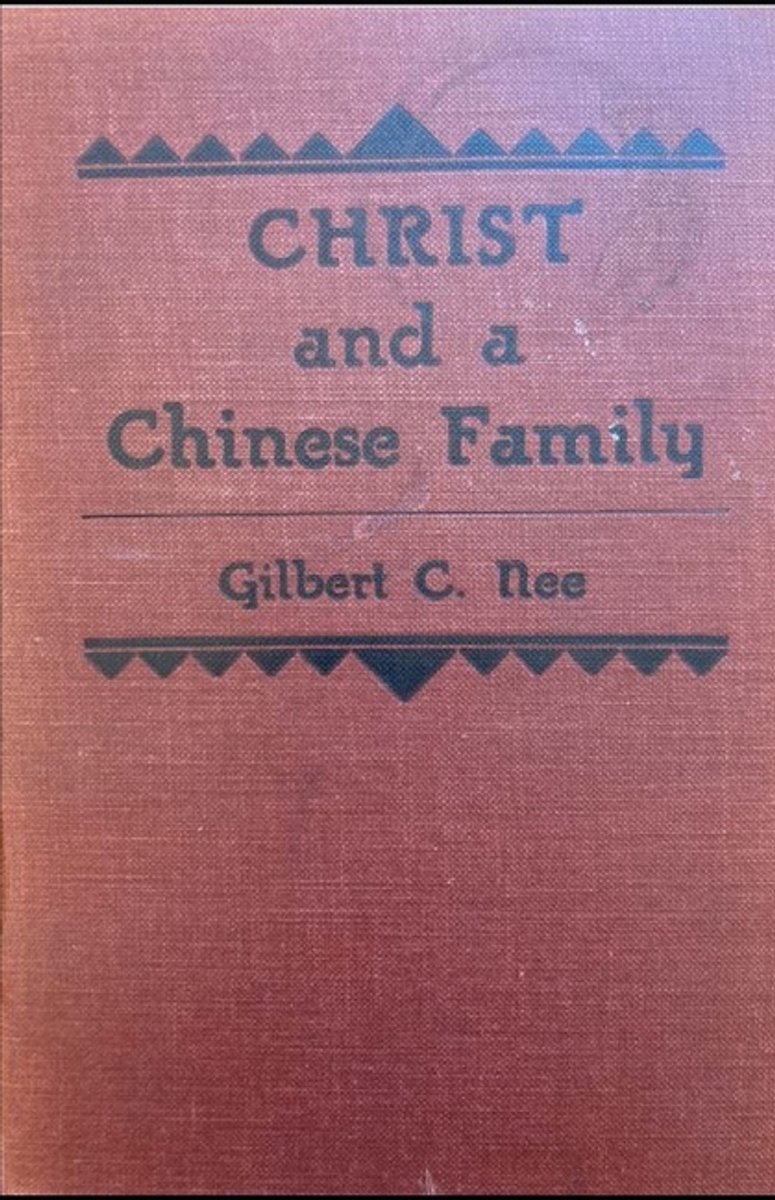 CHRIST
and a
Chinese Family
Gilbert C. Nee